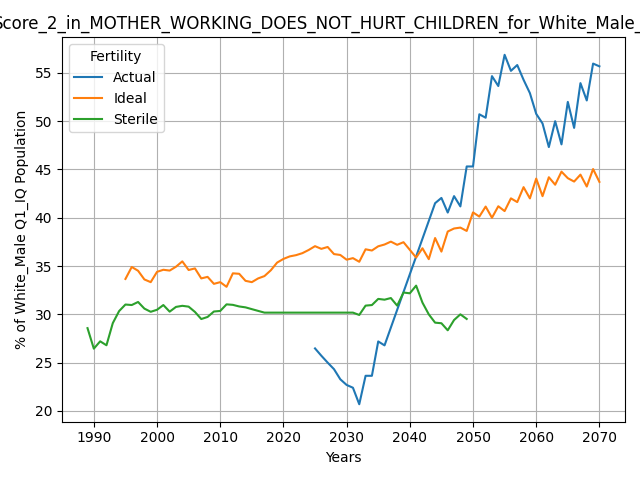 Score_2_in_MOTHER_WORKING_DOES_NOT_HURT_CHILDREN_for_White_Male_
Fertility
Actual
Ideal
Sterile
% of White_Male Q1_IQ Population
55
50
45
40
35
30
25
20
1990
2000
2010
2020
2030
2040
2050
2060
2070
Years